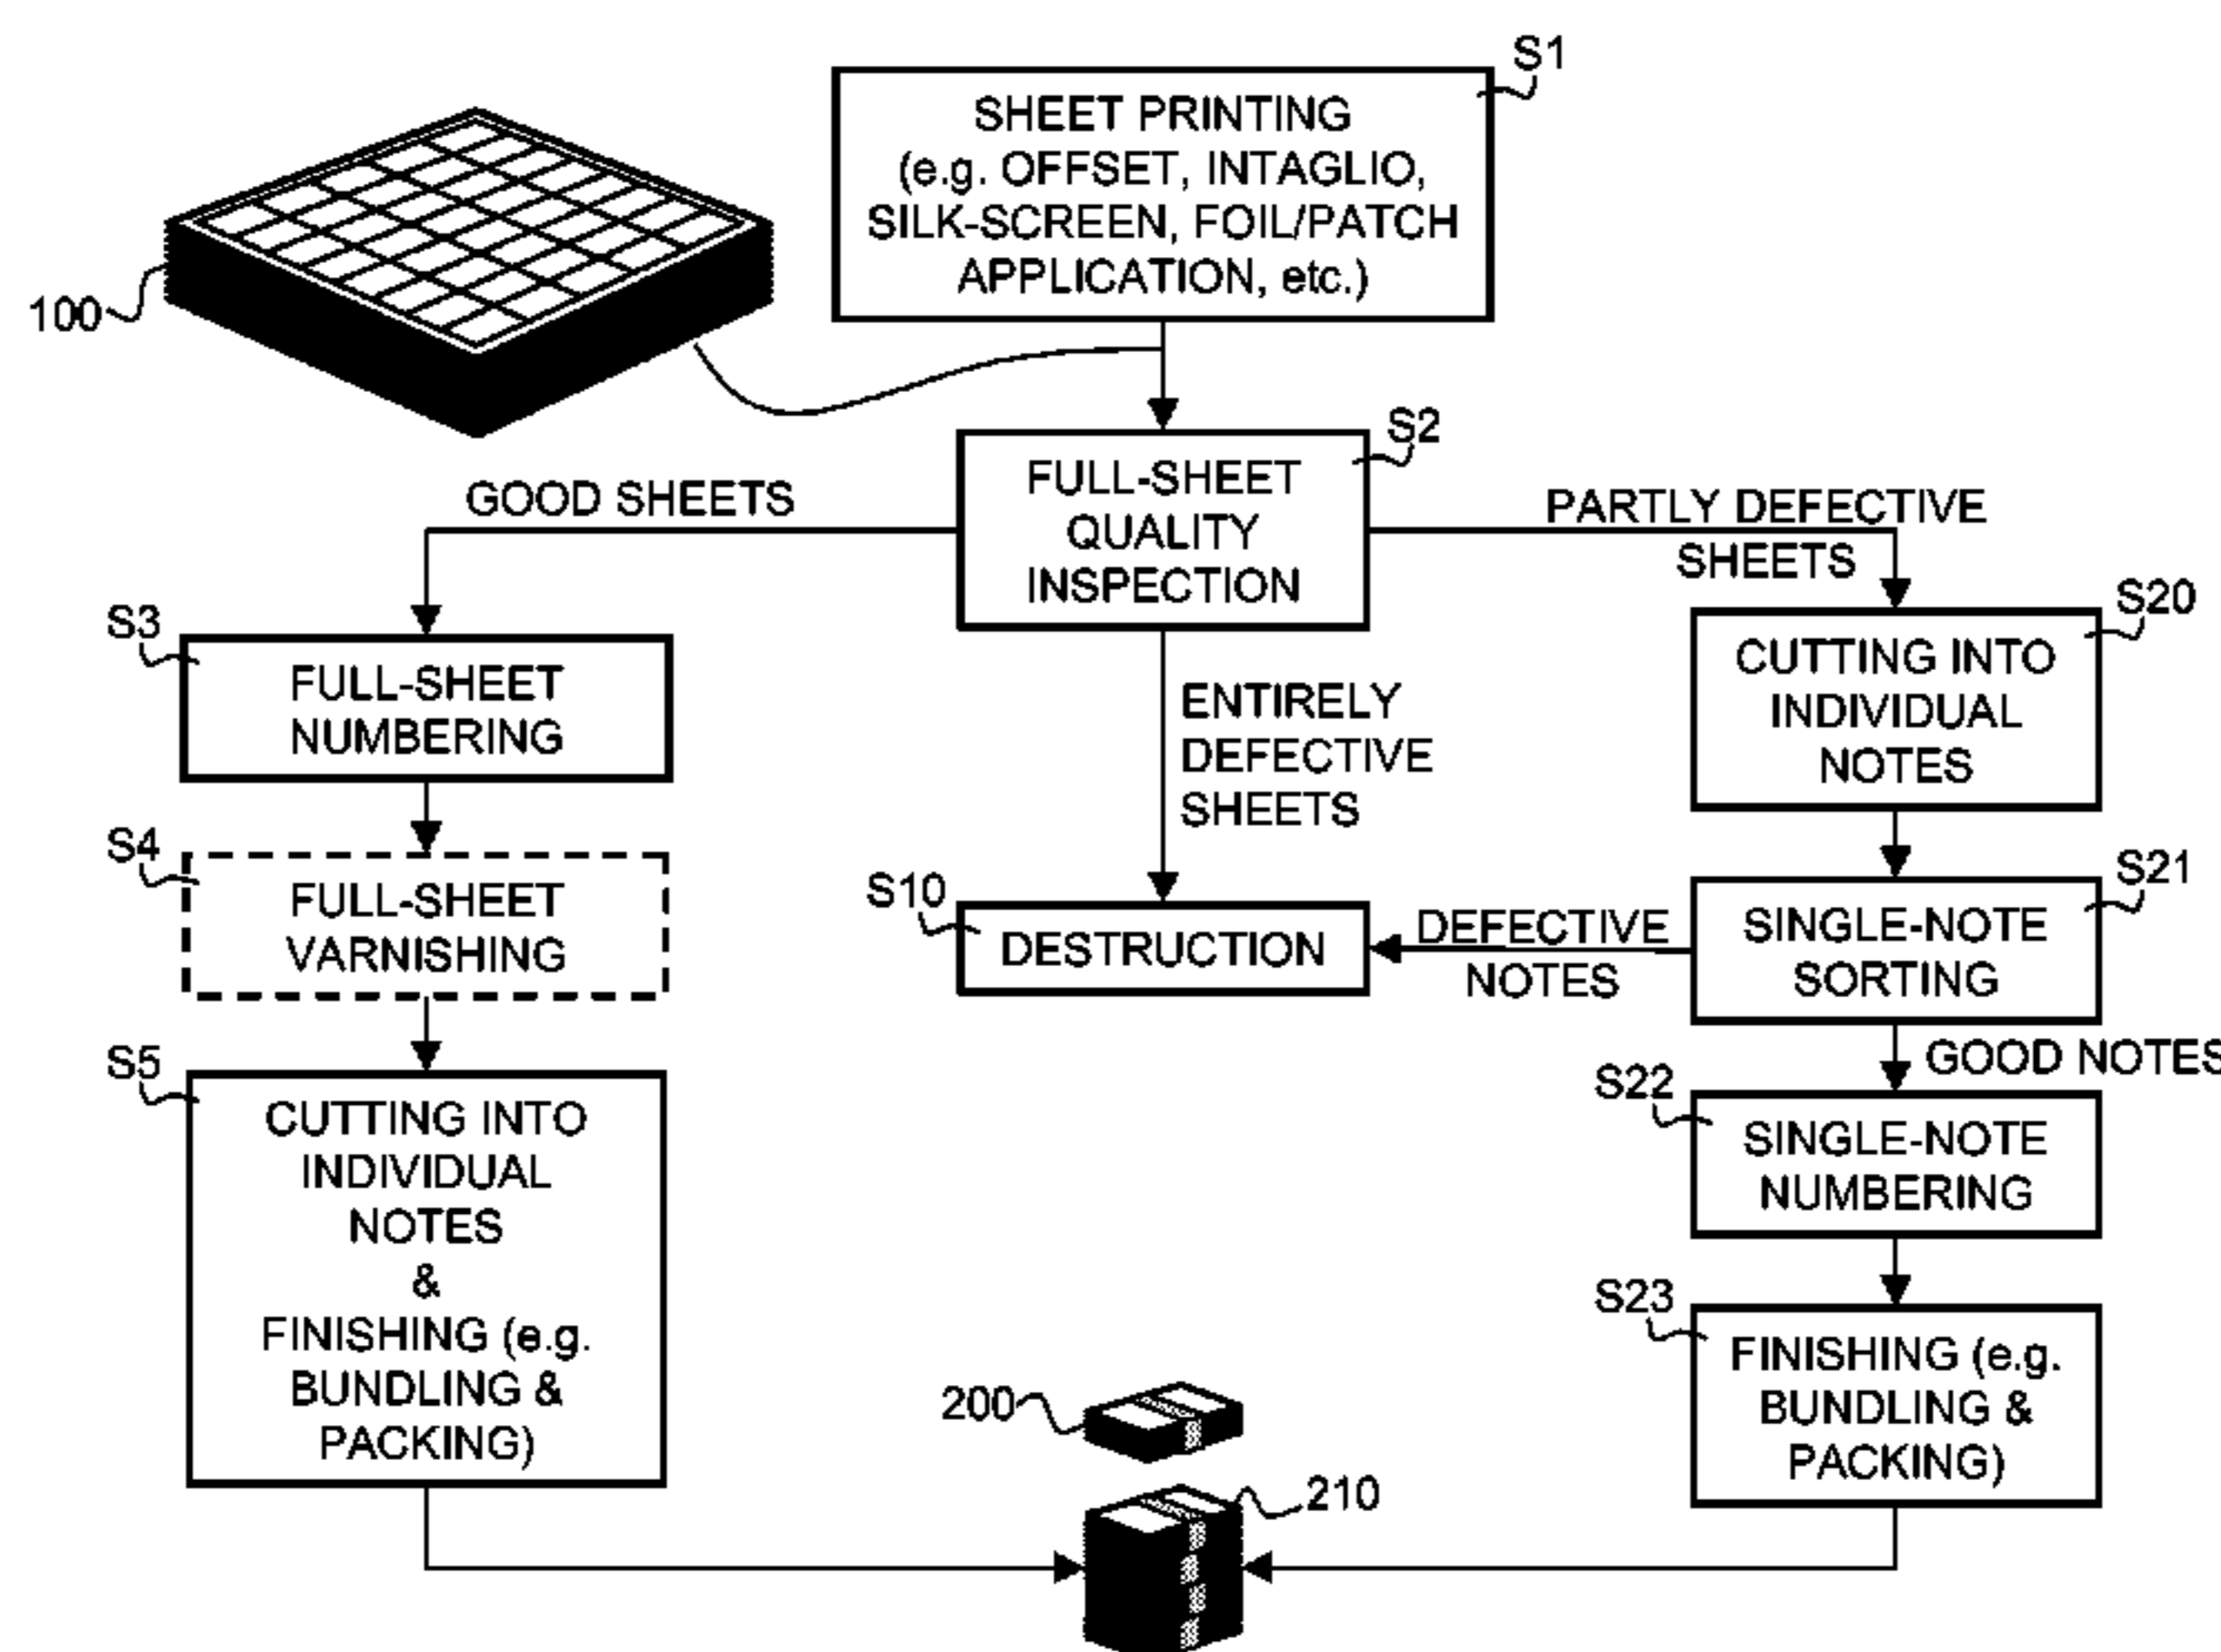 S1
SHEET PRINTING
(e.g. OFFSET, INTAGLIO,
SILK-SCREEN, FOIL/PATCH
APPLICATION, etc.)
100
S2
FULL-SHEET
QUALITY
INSPECTION
GOOD SHEETS
PARTLY DEFECTIVE
SHEETS
ENTIRELY
DEFECTIVE
SHEETS
S3
FULL-SHEET
NUMBERING
S4
FULL-SHEET
VARNISHING
S5
CUTTING INTO
INDIVIDUAL
NOTES
&
FINISHING (e.g.
BUNDLING &
PACKING)
S10
DESTRUCTION
S20
CUTTING INTO
INDIVIDUAL
NOTES
S21
SINGLE-NOTE
SORTING
DEFECTIVE
NOTES
GOOD NOTES
S22
SINGLE-NOTE
NUMBERING
S23
FINISHING (e.g.
BUNDLING &
PACKING)
200
210